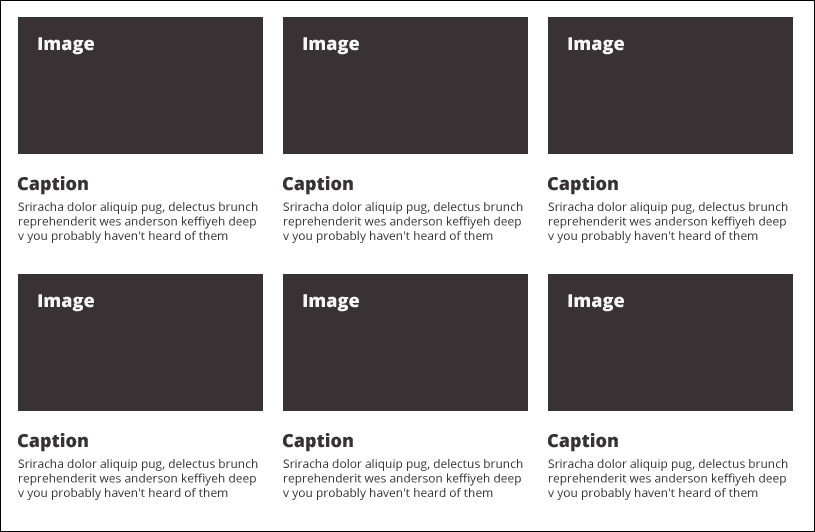 Image
Image
Image
Caption
Sriracha dolor aliquip pug, delectus brunch
reprehenderit wes anderson keffiyeh deep
v you probably haven't heard of them
Caption
Sriracha dolor aliquip pug, delectus brunch
reprehenderit wes anderson keffiyeh deep
v you probably haven't heard of them
Caption
Sriracha dolor aliquip pug, delectus brunch
reprehenderit wes anderson keffiyeh deep
v you probably haven't heard of them
Image
Image
Image
Caption
Sriracha dolor aliquip pug, delectus brunch
reprehenderit wes anderson keffiyeh deep
v you probably haven't heard of them
Caption
Sriracha dolor aliquip pug, delectus brunch
reprehenderit wes anderson keffiyeh deep
v you probably haven't heard of them
Caption
Sriracha dolor aliquip pug, delectus brunch
reprehenderit wes anderson keffiyeh deep
v you probably haven't heard of them